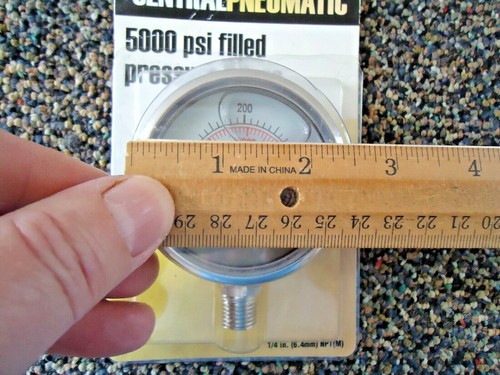 CENTRALPNEUMATIC
5000 psi filled
200
1 MADE IN CHINA 2 3 4
29 28 27 26 25 24 23 22 21 20
1/4 in. (6.4mm) NPT(M)